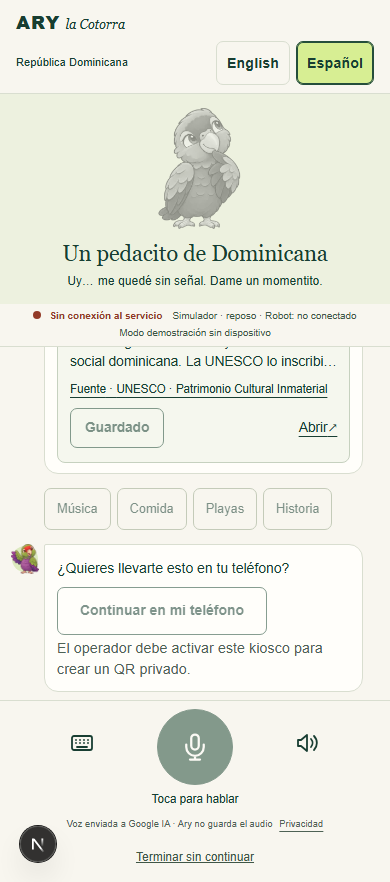 ARY la Cotorra
República Dominicana
English
Español
Un pedacito de Dominicana
Uy… me quedé sin señal. Dame un momentito.
Sin conexión al servicio Simulador · reposo · Robot: no conectado
Modo demostración sin dispositivo
social dominicana. La UNESCO lo inscribi…
Fuente · UNESCO · Patrimonio Cultural Inmaterial
Guardado
Abrir↗
Música
Comida
Playas
Historia
¿Quieres llevarte esto en tu teléfono?
Continuar en mi teléfono
El operador debe activar este kiosco para
crear un QR privado.
Toca para hablar
Voz enviada a Google IA · Ary no guarda el audio Privacidad
N
Terminar sin continuar